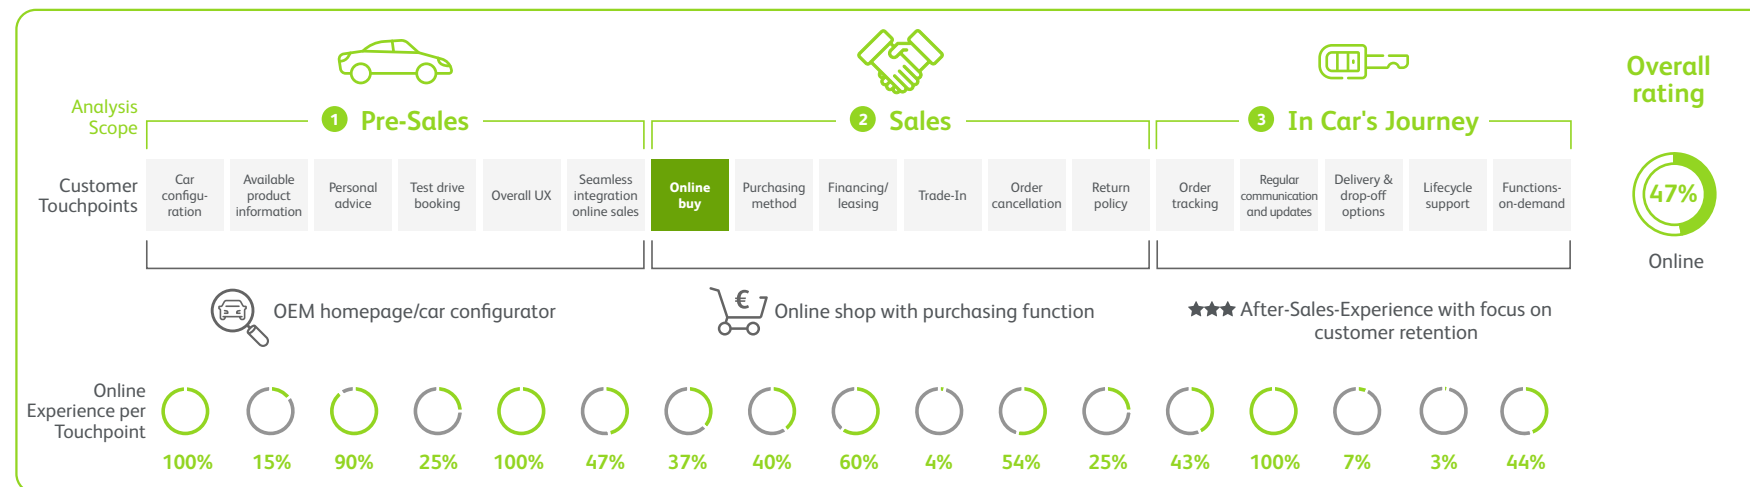 Overall
rating
Analysis
Scope
1 Pre-Sales
2 Sales
3 In Car's Journey
Customer
Touchpoints
Car
configu-
ration
Available
product
information
Personal
advice
Test drive
booking
Overall UX
Seamless
integration
online sales
Online
buy
Purchasing
method
Financing/
leasing
Trade-In
Order
cancellation
Return
policy
Order
tracking
Regular
communication
and updates
Delivery &
drop-off
options
Lifecycle
support
Functions-
on-demand
47%
Online
OEM homepage/car configurator
€
Online shop with purchasing function
★★★ After-Sales-Experience with focus on
customer retention
Online
Experience per
Touchpoint
100% 15% 90% 25% 100% 47% 37% 40% 60% 4% 54% 25% 43% 100% 7% 3% 44%